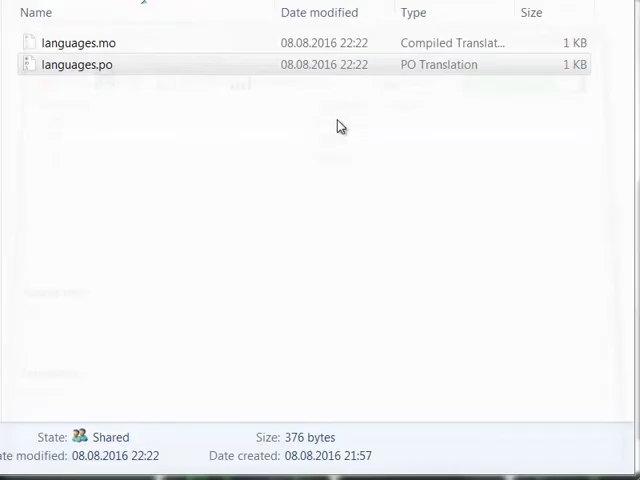 Name Date modified Type Size
languages.mo 08.08.2016 22:22 Compiled Translat... 1 KB
languages.po 08.08.2016 22:22 PO Translation 1 KB
State: Shared Size: 376 bytes
ate modified: 08.08.2016 22:22 Date created: 08.08.2016 21:57